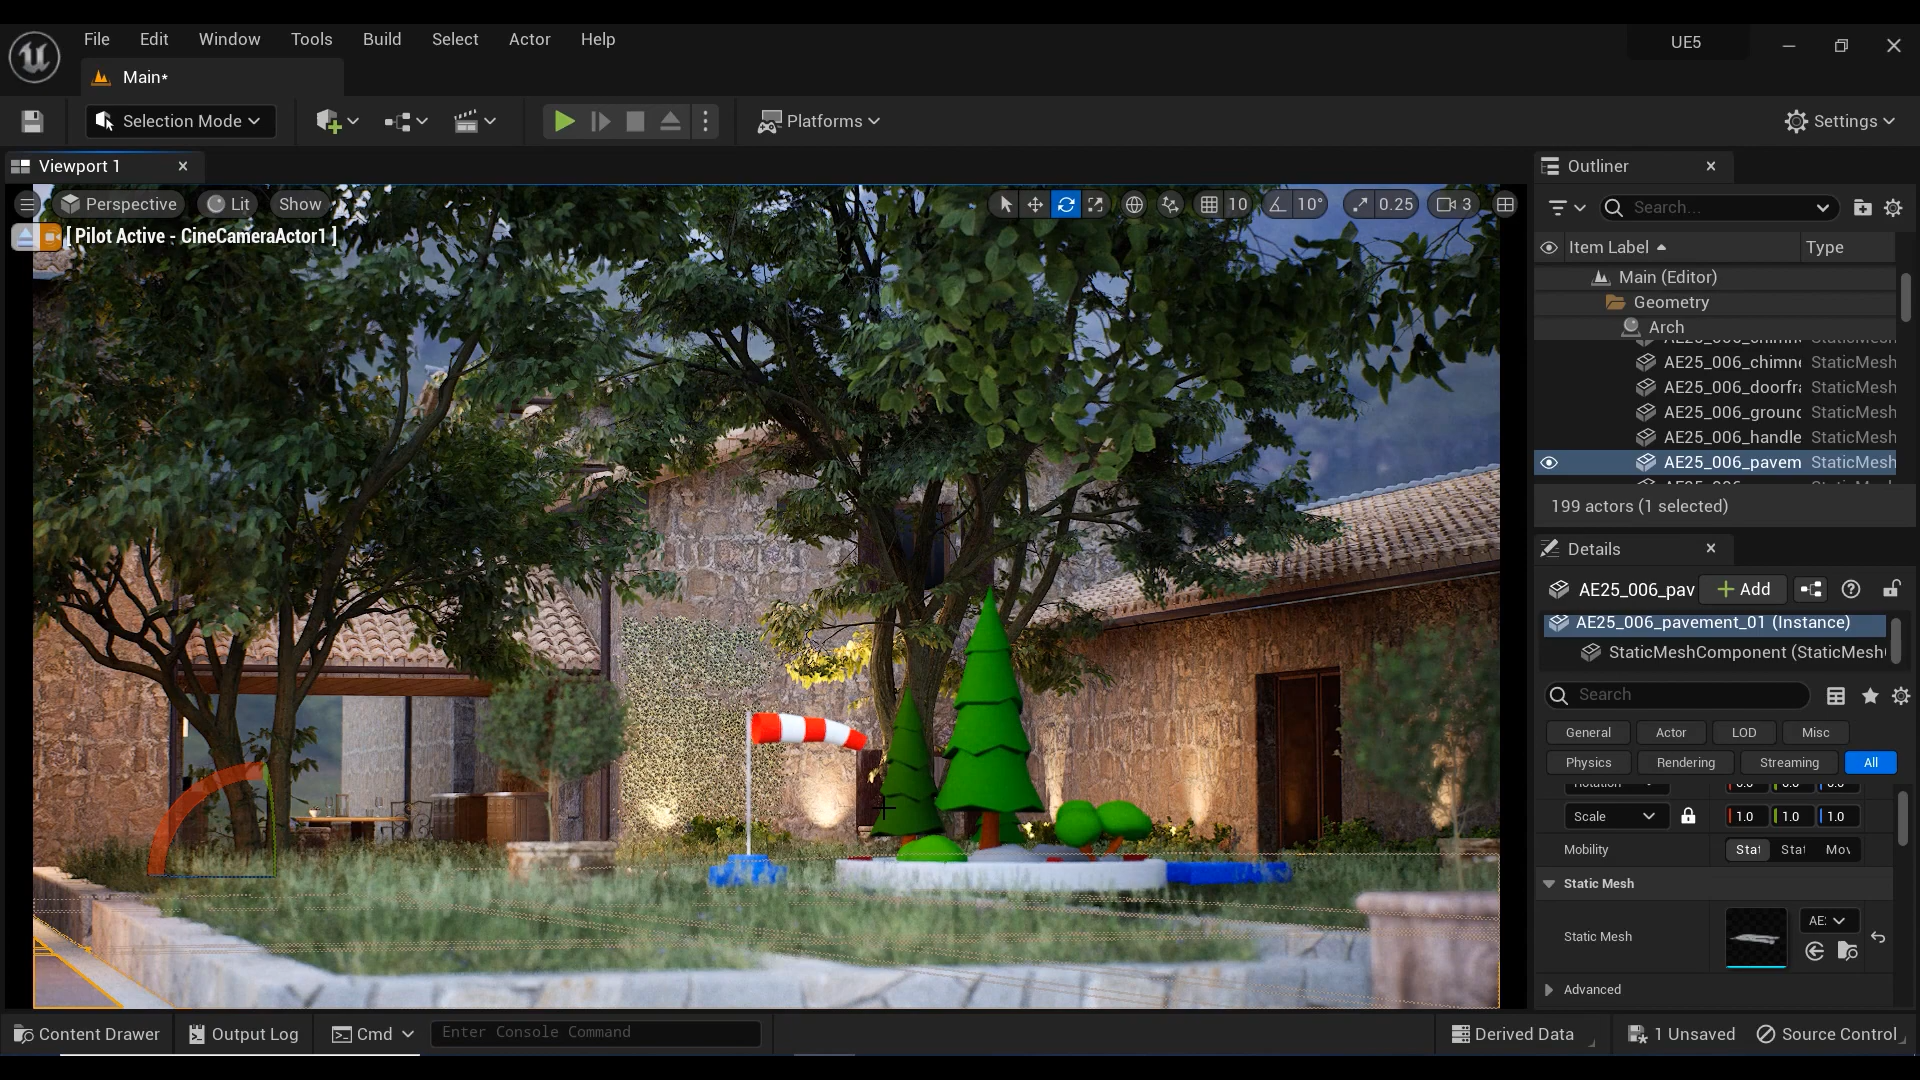 File Edit Window Tools Build Select Actor Help
UE5
Main*
Selection Mode
Platforms
Settings
Viewport 1
Perspective
Lit
Show
10
10°
0.25
3
[ Pilot Active - CineCameraActor1 ]
Outliner
Search...
Item Label
Type
Main (Editor)
Geometry
Arch
AE25_006_chimn StaticMesh
AE25_006_doorfr StaticMesh
AE25_006_ground StaticMesh
AE25_006_handle StaticMesh
AE25_006_pavem StaticMesh
199 actors (1 selected)
Details
AE25_006_pav
Add
AE25_006_pavement_01 (Instance)
StaticMeshComponent (StaticMesh
Search
General Actor LOD Misc
Physics Rendering Streaming All
Scale
1.0 1.0 1.0
Mobility
Stat Stat Mov
Static Mesh
Static Mesh
AE
Advanced
Content Drawer
Output Log
Cmd
Enter Console Command
Derived Data
1 Unsaved
Source Control